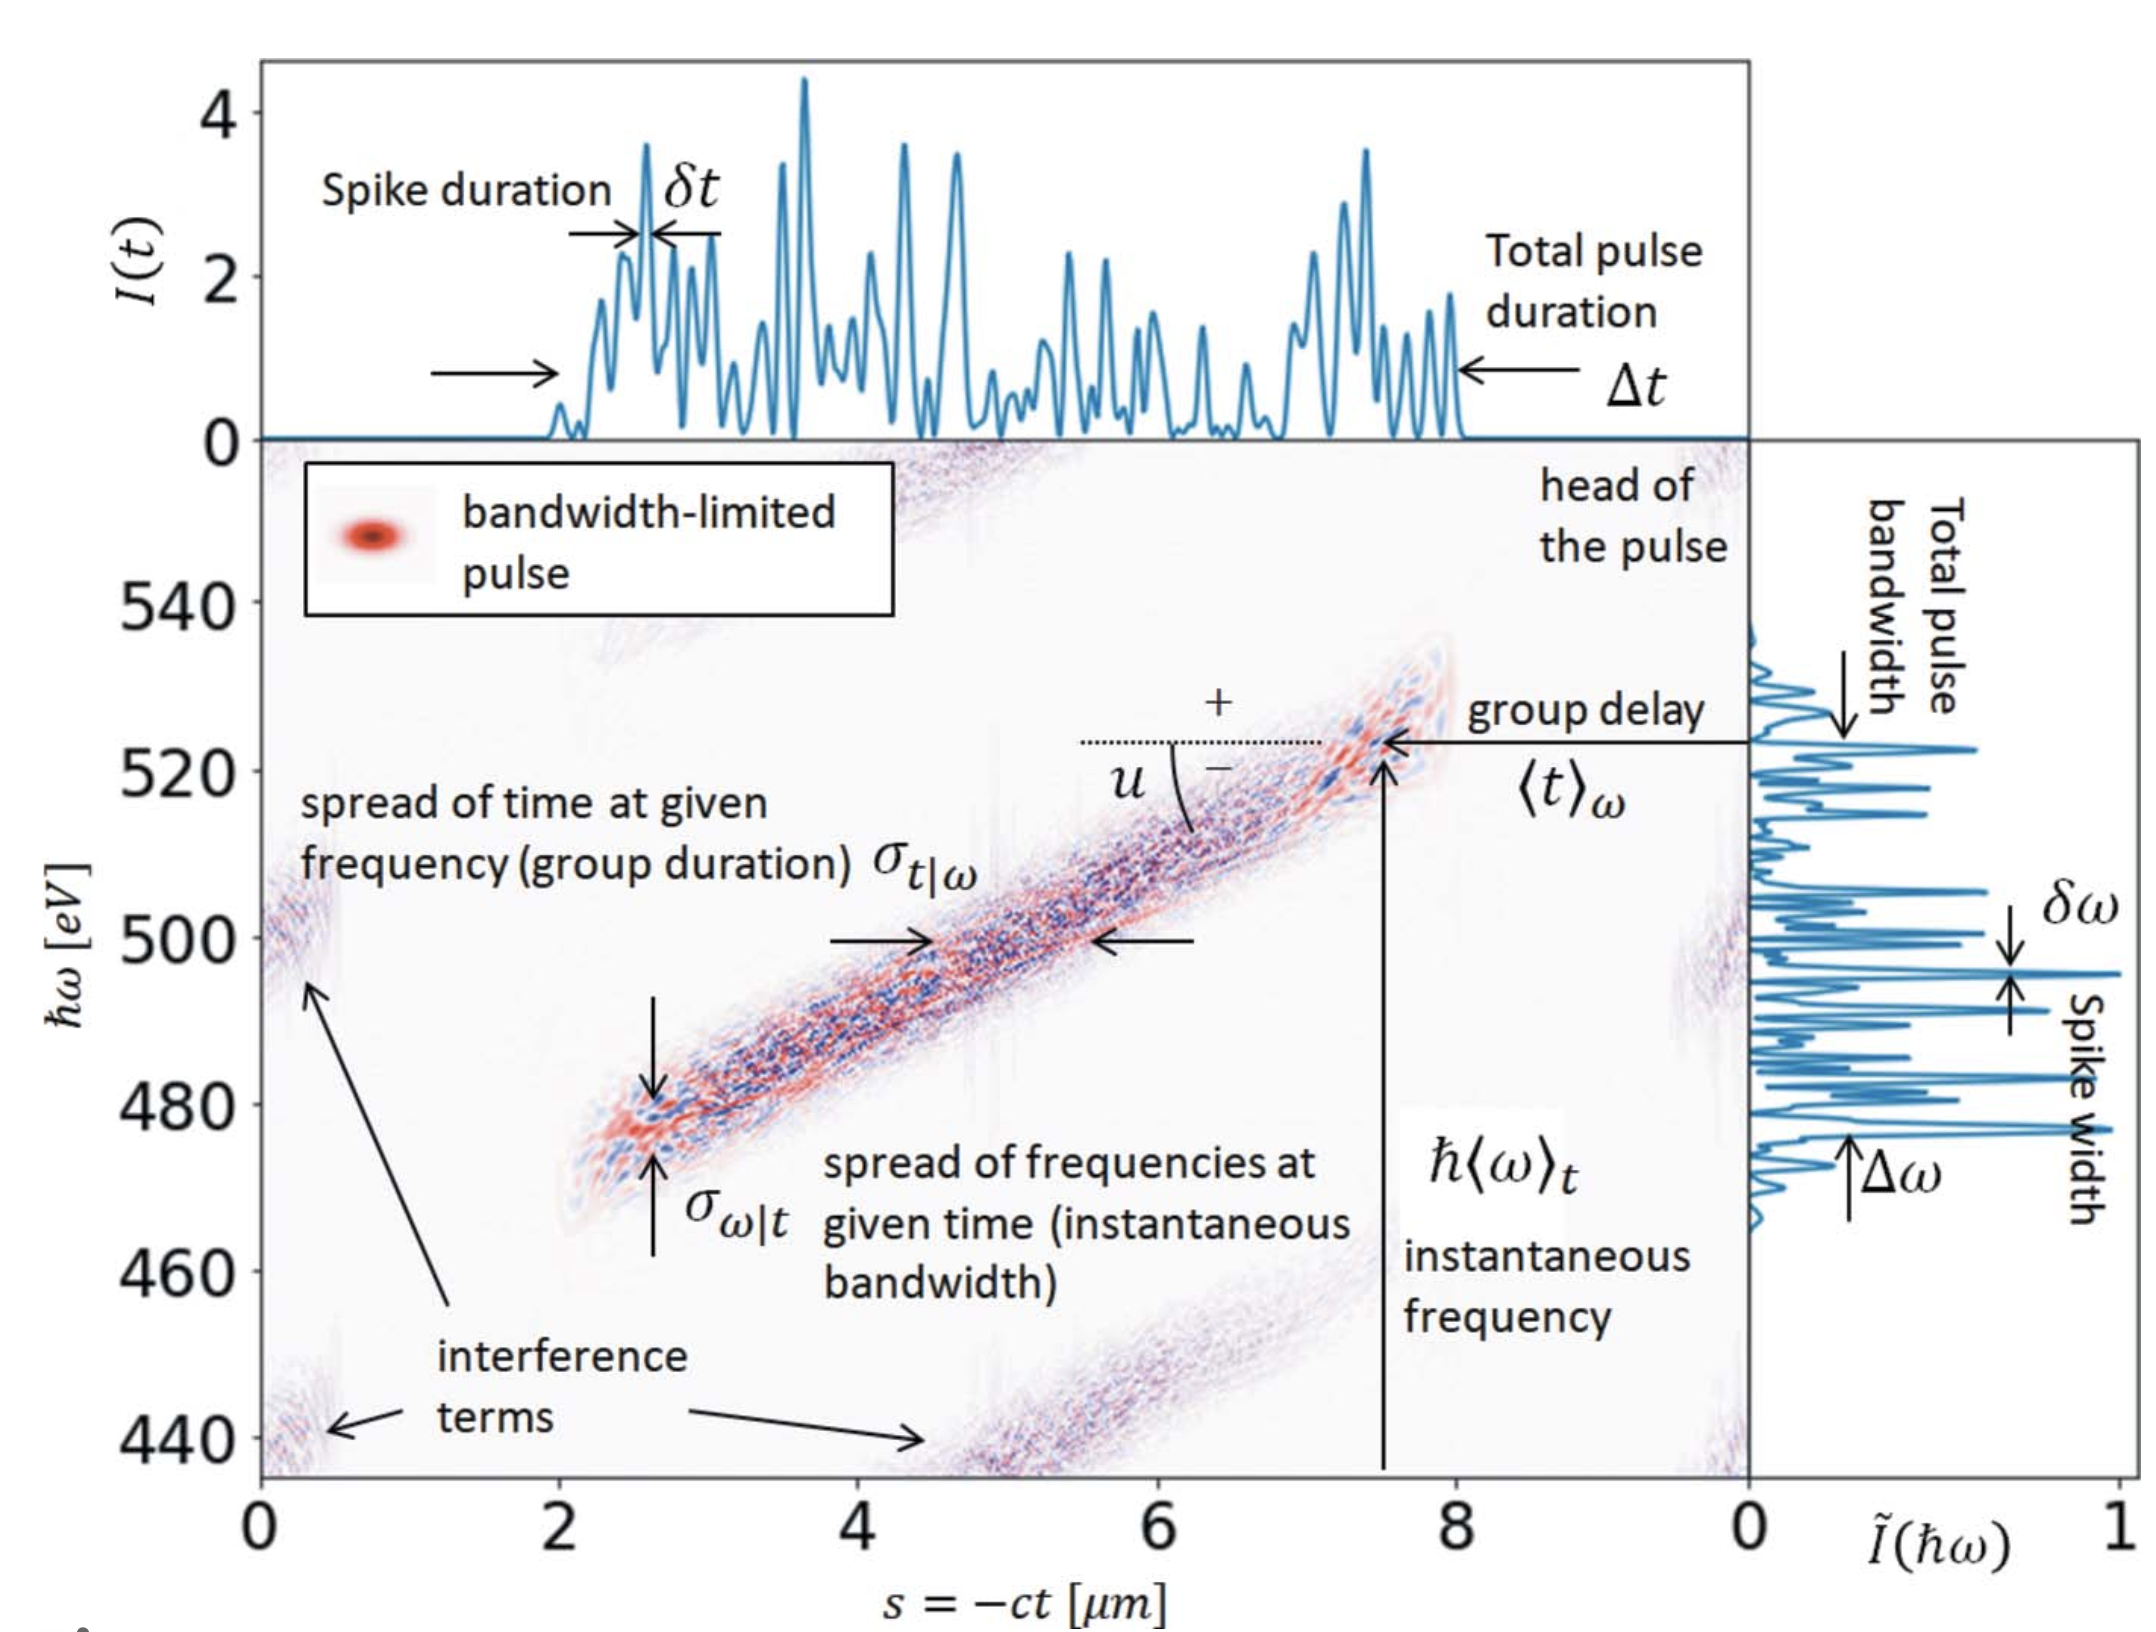 4
Spike duration δt
I(t)
2
Total pulse
duration
Δt
0
bandwidth-limited
pulse
head of
the pulse
Total pulse
bandwidth
540
+
group delay
520
u
−
⟨t⟩ω
spread of time at given
frequency (group duration) σt|ω
ħω [eV]
500
δω
Spike width
480
σω|t
spread of frequencies at
given time (instantaneous
bandwidth)
ħ⟨ω⟩t
Δω
460
instantaneous
frequency
interference
terms
440
0 2 4 6 8 0 1
Ĩ(ħω)
s = −ct [μm]